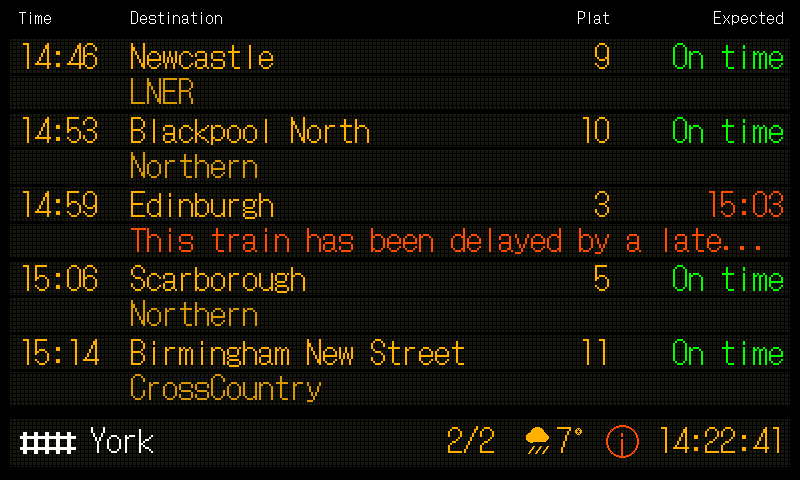 Time Destination Plat Expected
14:46 Newcastle 9 On time
LNER
14:53 Blackpool North 10 On time
Northern
14:59 Edinburgh 3 15:03
This train has been delayed by a late...
15:06 Scarborough 5 On time
Northern
15:14 Birmingham New Street 11 On time
CrossCountry
York 2/2 7° i 14:22:41